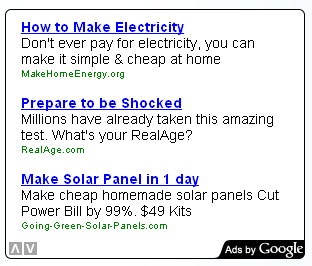 How to Make Electricity
Don't ever pay for electricity, you can
make it simple & cheap at home
MakeHomeEnergy.org
Prepare to be Shocked
Millions have already taken this amazing
test. What's your RealAge?
RealAge.com
Make Solar Panel in 1 day
Make cheap homemade solar panels Cut
Power Bill by 99%. $49 Kits
Going-Green-Solar-Panels.com
Ads by Google